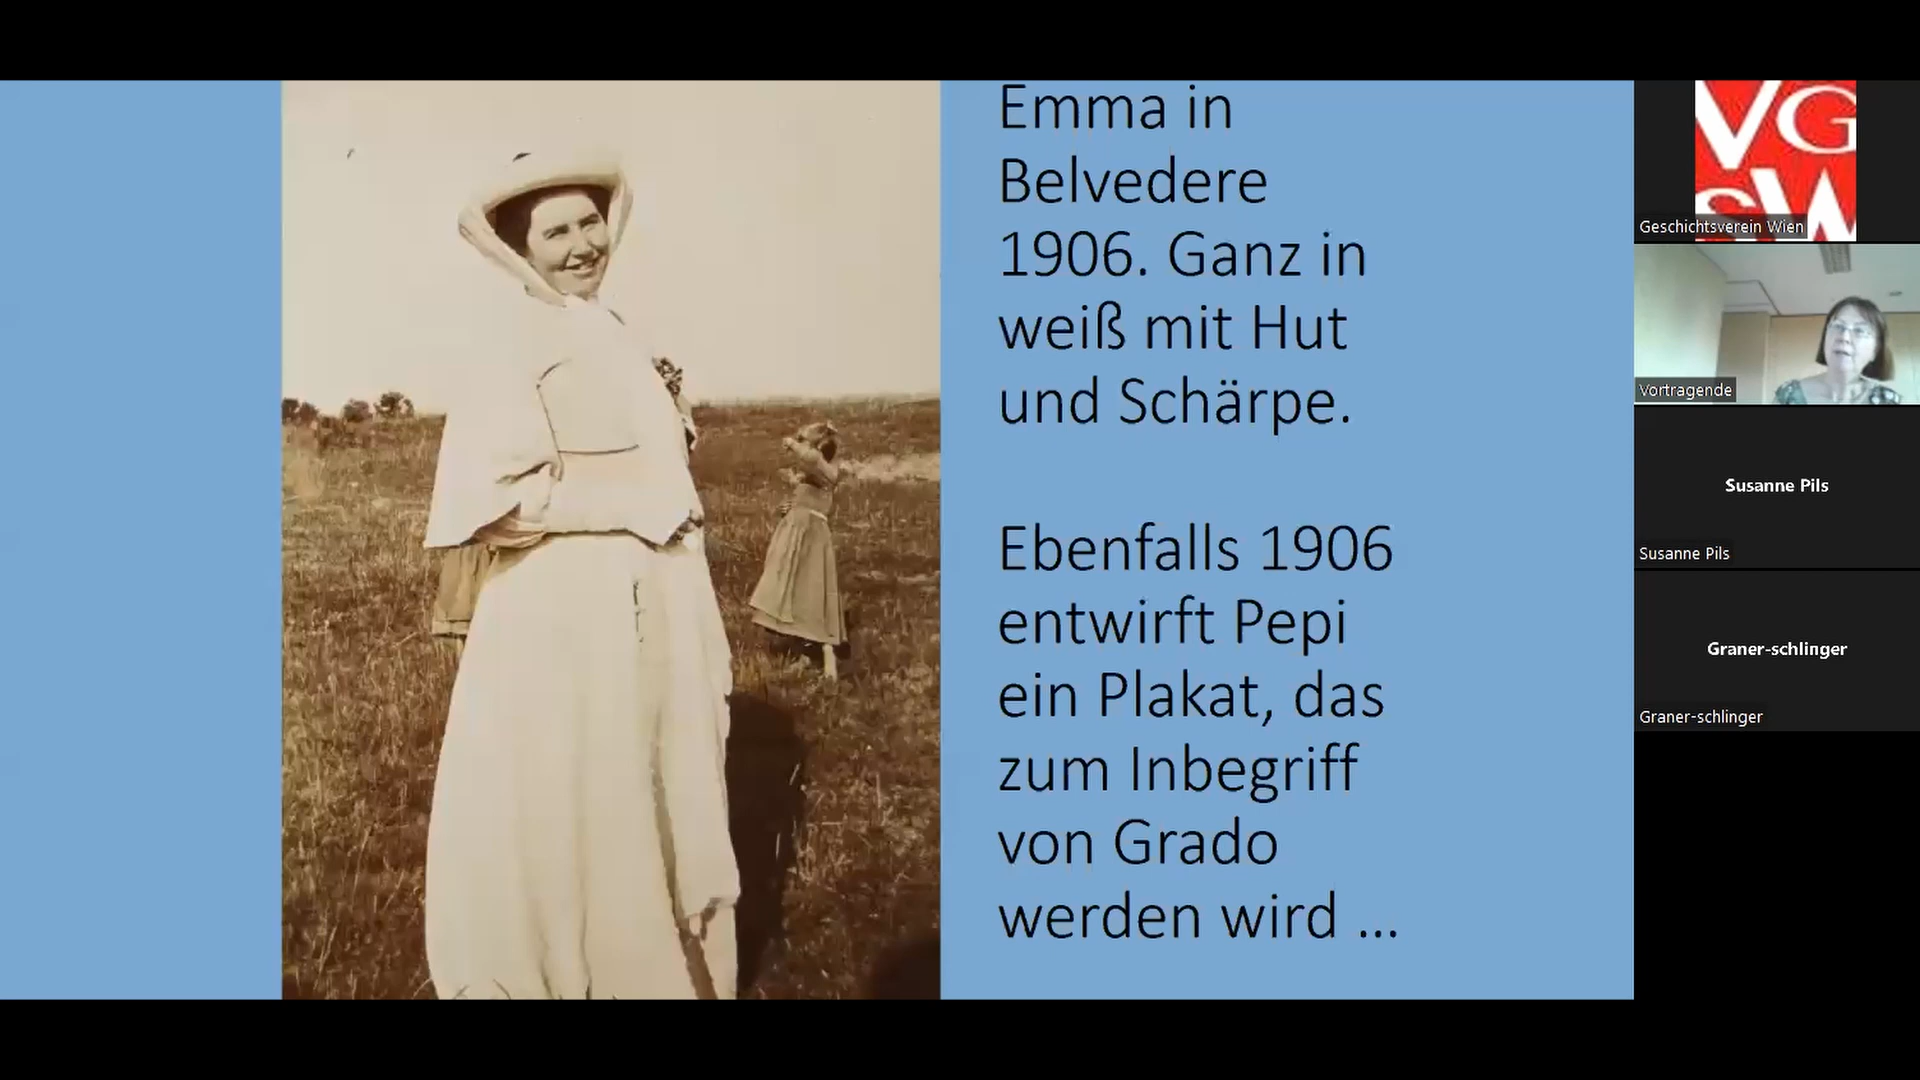 Emma in
Belvedere
1906. Ganz in
weiß mit Hut
und Schärpe.
Ebenfalls 1906
entwirft Pepi
ein Plakat, das
zum Inbegriff
von Grado
werden wird ...
VG
SW
Geschichtsverein Wien
Vortragende
Susanne Pils
Susanne Pils
Graner-schlinger
Graner-schlinger